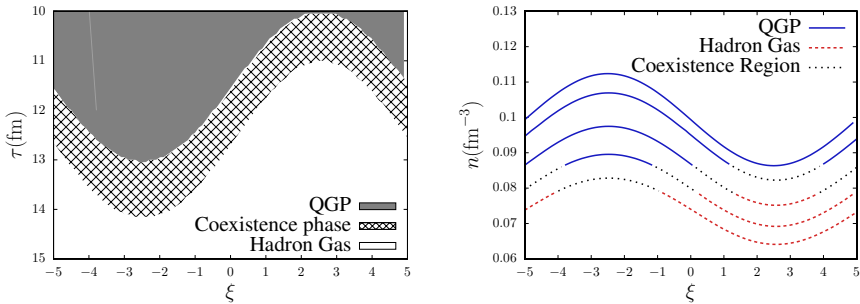 10
11
12
13
14
15
τ(fm)
QGP
Coexistence phase
Hadron Gas
−5 −4 −3 −2 −1 0 1 2 3 4 5
ξ
0.13
0.12
0.11
0.1
0.09
0.08
0.07
0.06
n(fm⁻³)
QGP
Hadron Gas
Coexistence Region
−5 −4 −3 −2 −1 0 1 2 3 4 5
ξ